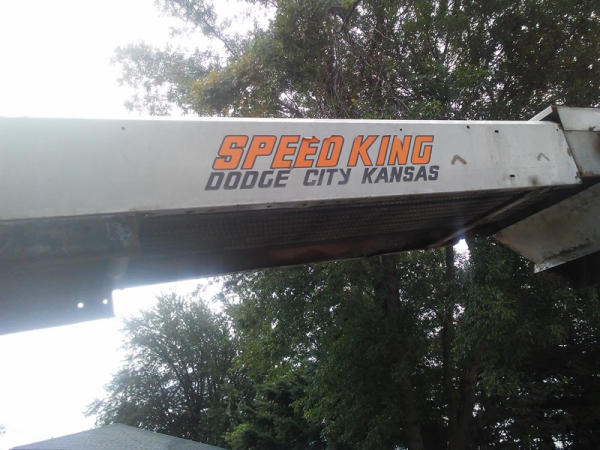 SPEED KING
DODGE CITY KANSAS